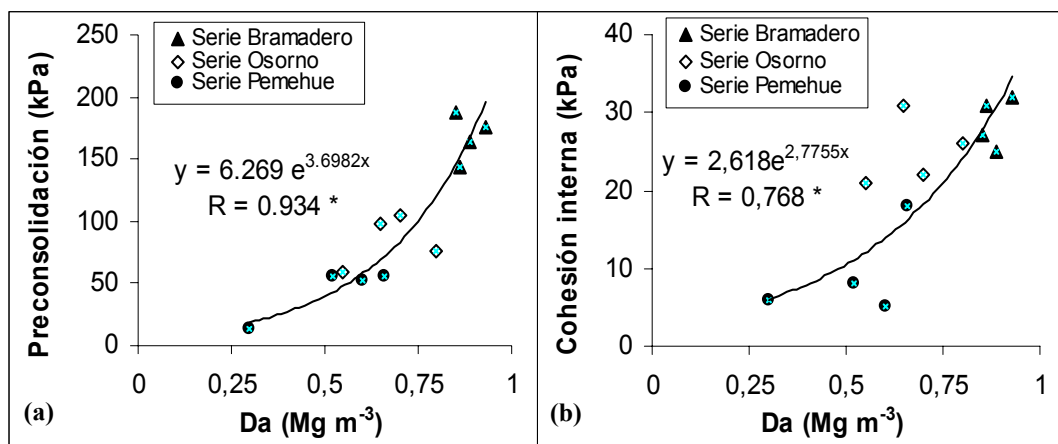 250
200
150
100
50
0
Preconsolidación (kPa)
Serie Bramadero
Serie Osorno
Serie Pemehue
y = 6.269 e^3.6982x
R = 0.934 *
0
0,25
0,5
0,75
1
(a)
Da (Mg m⁻³)
40
30
20
10
0
Cohesión interna (kPa)
Serie Bramadero
Serie Osorno
Serie Pemehue
y = 2,618e^2,7755x
R = 0,768 *
0
0,25
0,5
0,75
1
(b)
Da (Mg m⁻³)